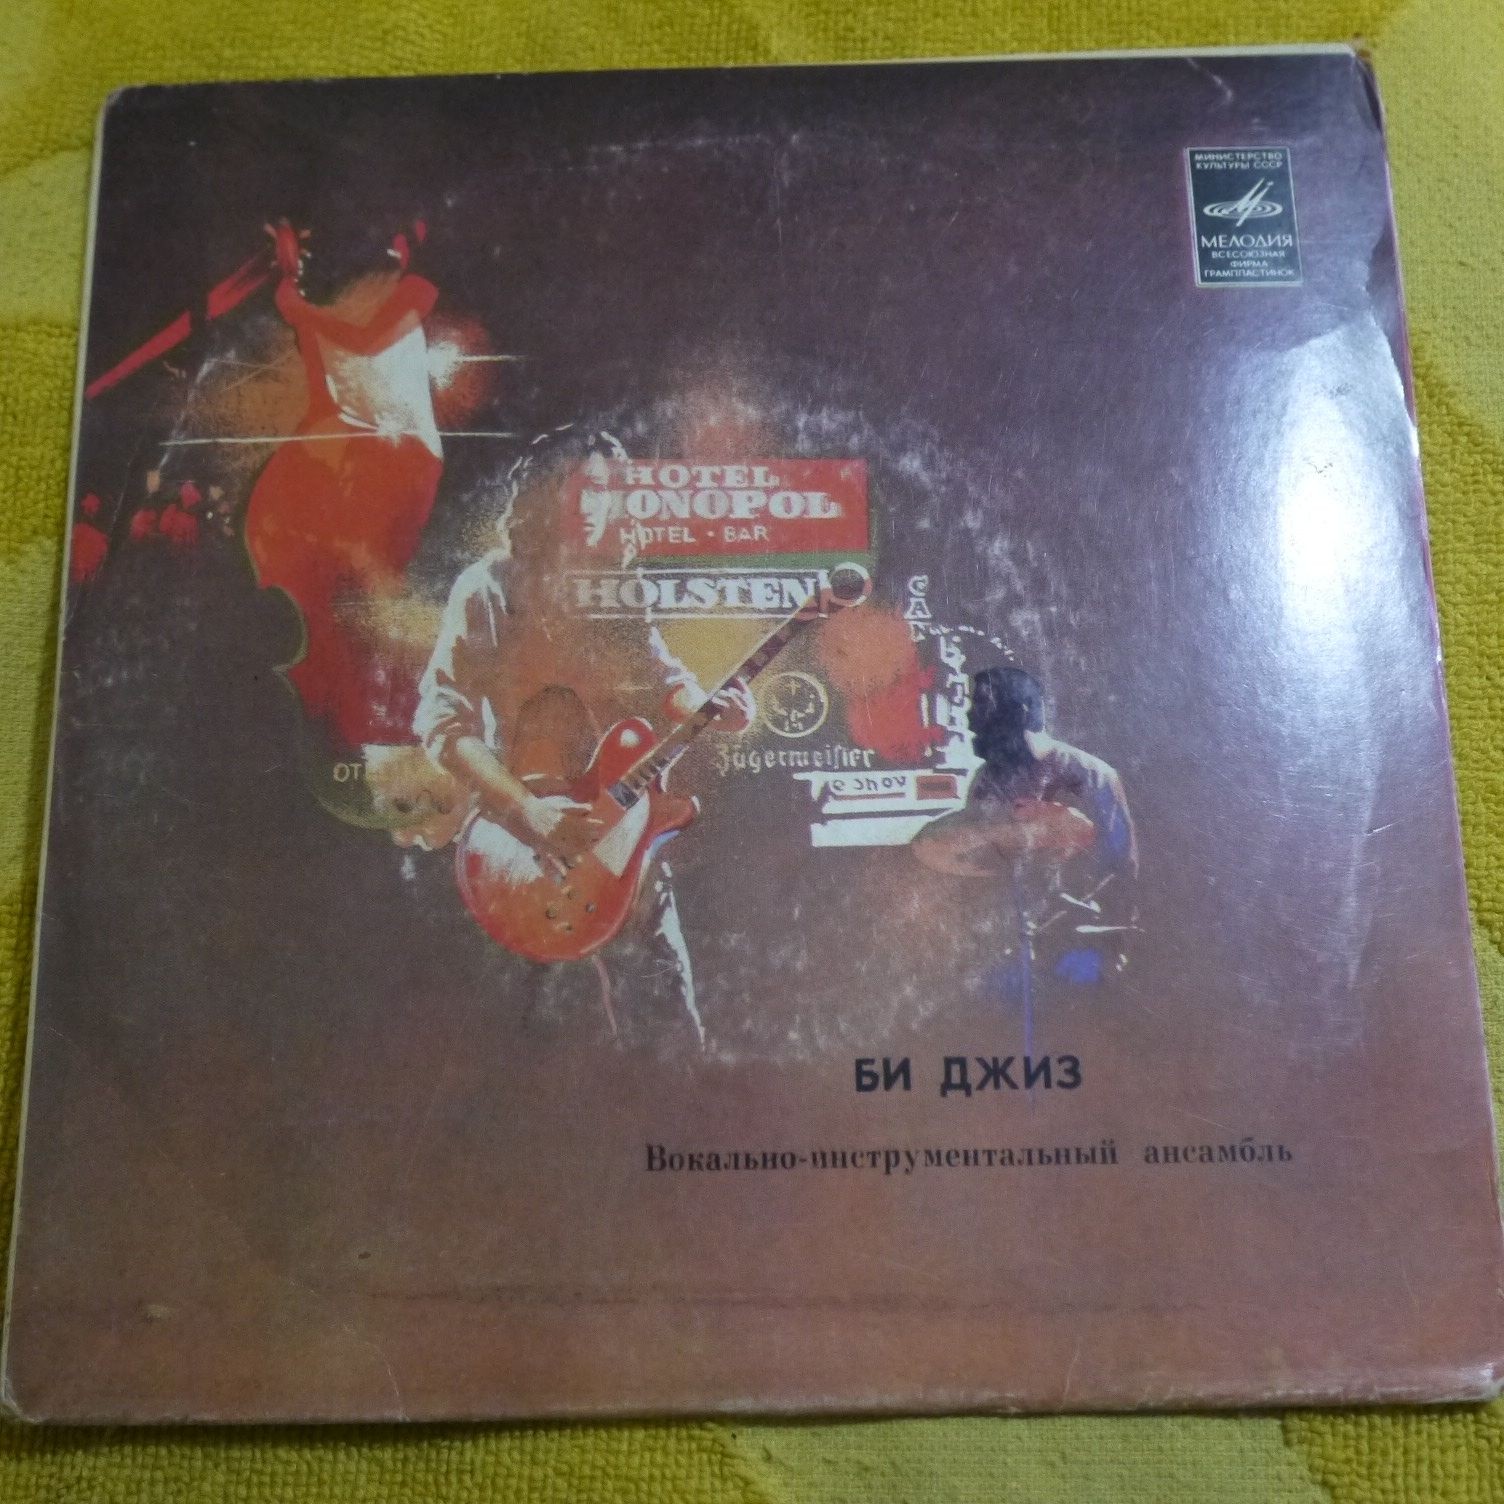 МИНИСТЕРСТВО
КУЛЬТУРЫ СССР
МЕЛОДИЯ
ВСЕСОЮЗНАЯ
ФИРМА
ГРАМПЛАСТИНОК
HOTEL
MONOPOL
HOTEL · BAR
HOLSTEN
Jägermeister
БИ ДЖИЗ
Вокально-инструментальный ансамбль